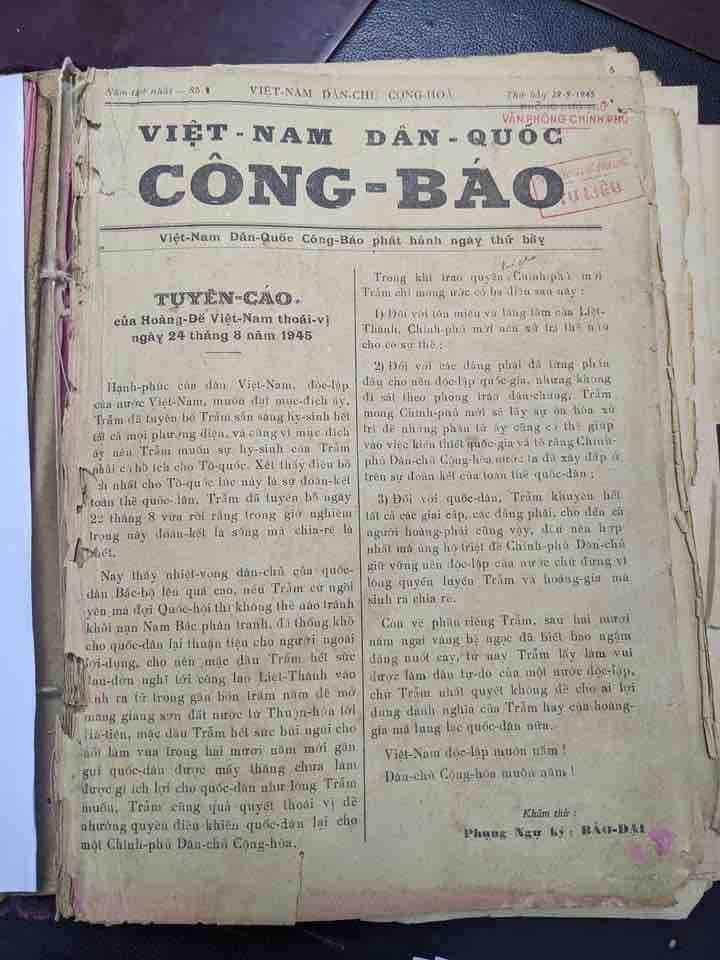 6
Năm thứ nhất — Số 1 VIỆT-NAM DÂN-CHỦ CỘNG-HOÀ Thứ bảy 29-9-1945
VĂN PHÒNG CHÍNH PHỦ
VIỆT-NAM DÂN-QUỐC
CÔNG-BÁO
TƯ LIỆU
Việt-Nam Dân-Quốc Công-Báo phát hành ngày thứ bảy
TUYÊN-CÁO
của Hoàng-Đế Việt-Nam thoái-vị
ngày 24 tháng 8 năm 1945
Hạnh-phúc của dân Việt-Nam, độc-lập
của nước Việt-Nam, muốn đạt mục-đích ấy,
Trẫm đã tuyên bố Trẫm sẵn sàng hy-sinh hết
tất cả mọi phương diện, và cũng vì mục đích
ấy nên Trẫm muốn sự hy-sinh của Trẫm
phải có bổ ích cho Tổ-quốc. Xét thấy điều bổ
ích nhất cho Tổ-quốc lúc này là sự đoàn-kết
toàn thể quốc-dân, Trẫm đã tuyên bố ngày
22 tháng 8 vừa rồi rằng trong giờ nghiêm
trọng này đoàn-kết là sống mà chia-rẽ là
chết.
Nay thấy nhiệt-vọng dân-chủ của quốc-
dân Bắc-bộ lên quá cao, nếu Trẫm cứ ngồi
yên mà đợi Quốc-hội thì không thể nào tránh
khỏi nạn Nam Bắc phân tranh, đã thống khổ
cho quốc-dân lại thuận tiện cho người ngoài
lợi-dụng, cho nên mặc dầu Trẫm hết sức
đau-đớn nghĩ tới công lao Liệt-Thánh vào
sinh ra tử trong gần bốn trăm năm để mở
mang giang sơn đất nước từ Thuận-hóa tới
Hà-tiên, mặc dầu Trẫm hết sức bùi ngùi cho
nỗi làm vua trong hai mươi năm mới gần
gụi quốc-dân được mấy tháng chưa làm
được gì ích lợi cho quốc-dân như lòng Trẫm
muốn, Trẫm cũng quả quyết thoái vị để
nhường quyền điều-khiển quốc-dân lại cho
một Chính-phủ Dân-chủ Cộng-hòa.
Trong khi trao quyền Chính-phủ mới
Trẫm chỉ mong ước có ba điều sau này :
1) Đối với tôn miếu và lăng tẩm của Liệt-
Thánh, Chính-phủ mới nên xử trí thế nào
cho có sự thể ;
2) Đối với các đảng phái đã từng phấn
đấu cho nền độc-lập quốc-gia, nhưng không
đi sát theo phong trào dân-chúng, Trẫm
mong Chính-phủ mới sẽ lấy sự ôn hòa xử
trí để những phần tử ấy cũng có thể giúp
vào việc kiến thiết quốc-gia và tỏ rằng Chính-
phủ Dân-chủ Cộng-hòa nước ta đã xây đắp ở
trên sự đoàn kết của toàn thể quốc-dân ;
3) Đối với quốc-dân, Trẫm khuyên hết
tất cả các giai cấp, các đảng phái, cho đến cả
người hoàng-phái cũng vậy, đều nên hợp
nhất mà ủng hộ triệt để Chính-phủ Dân-chủ
giữ vững nền độc-lập của nước chứ đừng vì
lòng quyến luyến Trẫm và hoàng-gia mà
sinh ra chia rẽ.
Còn về phần riêng Trẫm, sau hai mươi
năm ngai vàng bệ ngọc đã biết bao ngậm
đắng nuốt cay, từ nay Trẫm lấy làm vui
được làm dân tự-do của một nước độc-lập,
chứ Trẫm nhất quyết không để cho ai lợi
dụng danh nghĩa của Trẫm hay của hoàng-
gia mà lung lạc quốc-dân nữa.
Việt-Nam độc-lập muôn năm !
Dân-chủ Cộng-hòa muôn năm !
Khâm thử :
Phụng Ngự ký : BẢO-ĐẠI